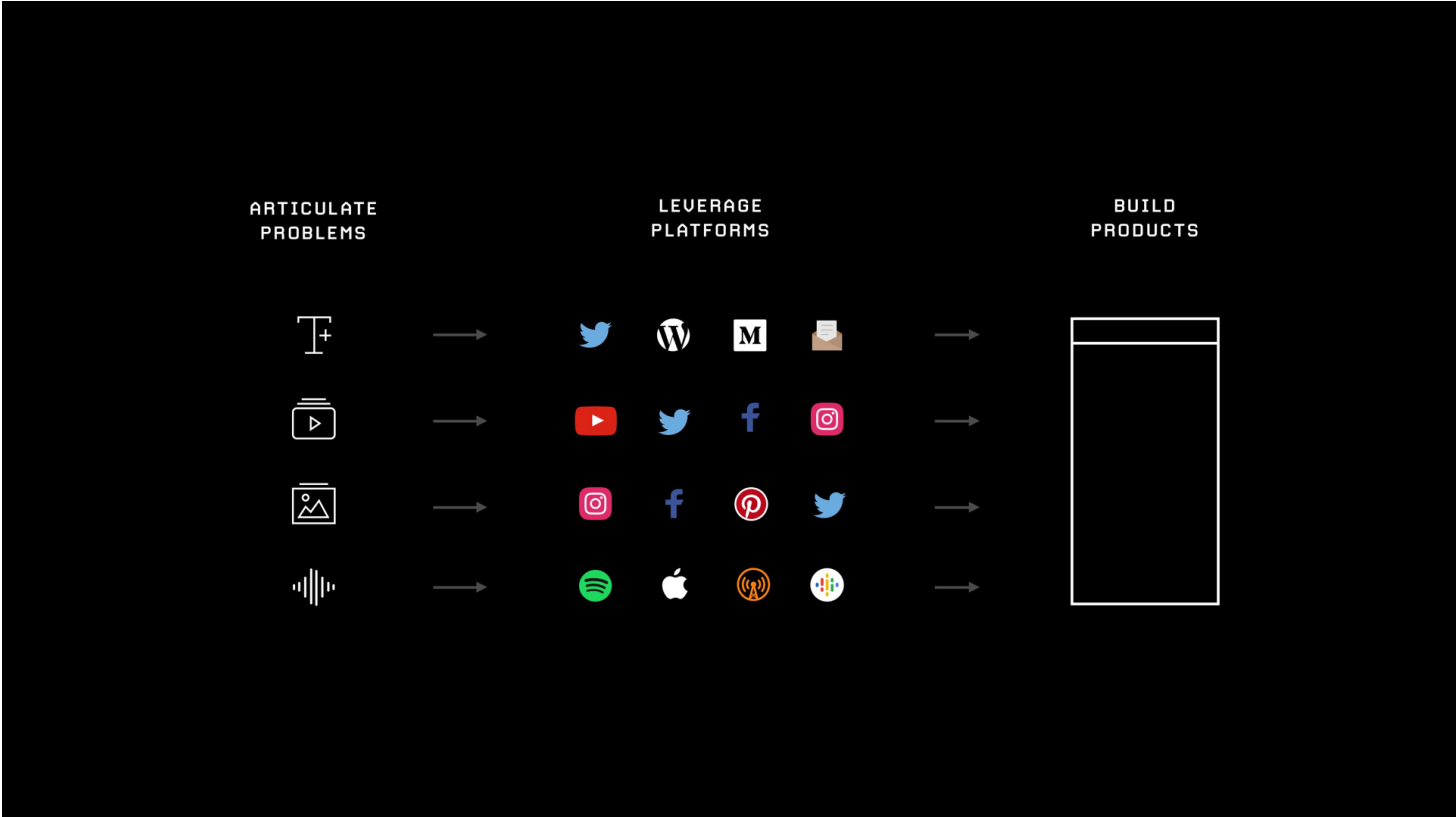 ARTICULATE
PROBLEMS
LEVERAGE
PLATFORMS
BUILD
PRODUCTS